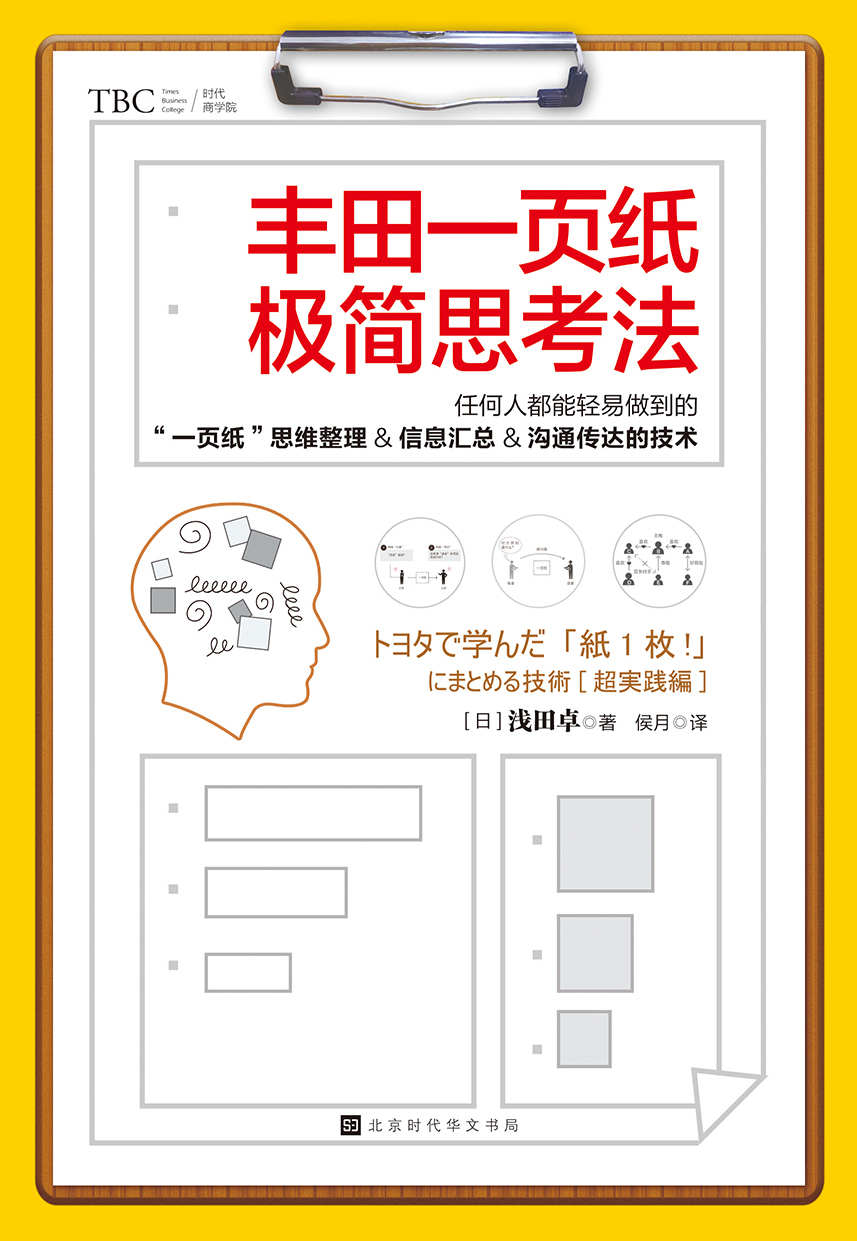 TBC Times Business College / 时代商学院
丰田一页纸
极简思考法
任何人都能轻易做到的
“一页纸”思维整理 & 信息汇总 & 沟通传达的技术
トヨタで学んだ「紙1枚!」
にまとめる技術[超実践編]
[日]浅田卓◎著 侯月◎译
北京时代华文书局